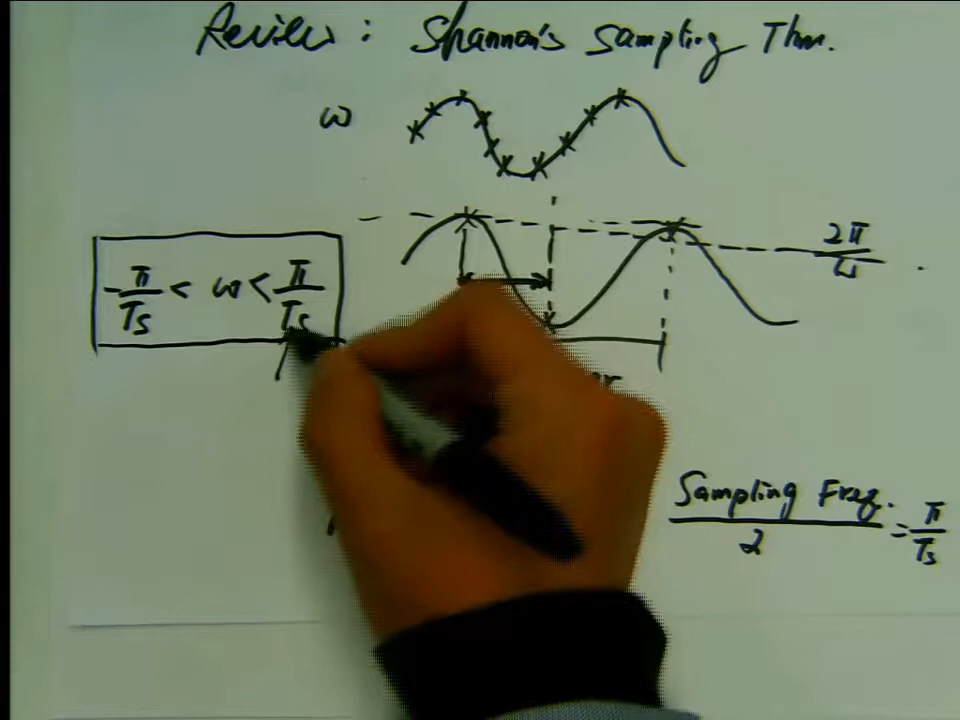 Review: Shannon's Sampling Thm.
ω
2π/ω
-π/Ts < ω < π/Ts
Sampling Freq./2 = π/Ts